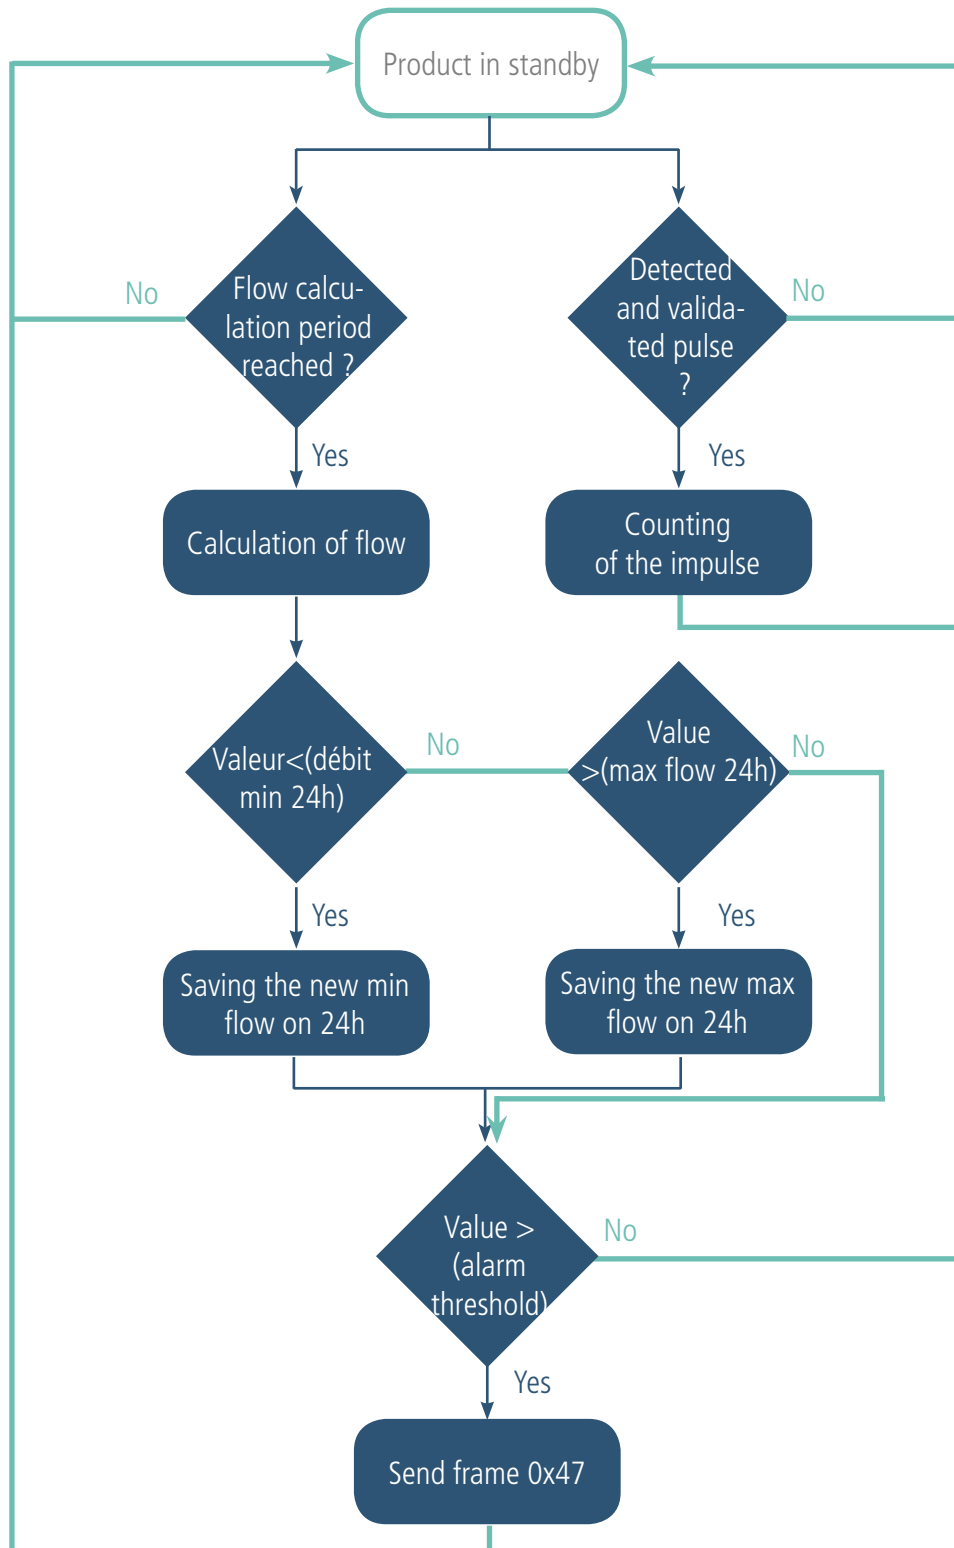 Product in standby
No
Flow calcu-
lation period
reached ?
Detected
and valida-
ted pulse
?
No
Yes
Yes
Calculation of flow
Counting
of the impulse
Valeur<(débit
min 24h)
No
Value
>(max flow 24h)
No
Yes
Yes
Saving the new min
flow on 24h
Saving the new max
flow on 24h
Value >
(alarm
threshold)
No
Yes
Send frame 0x47